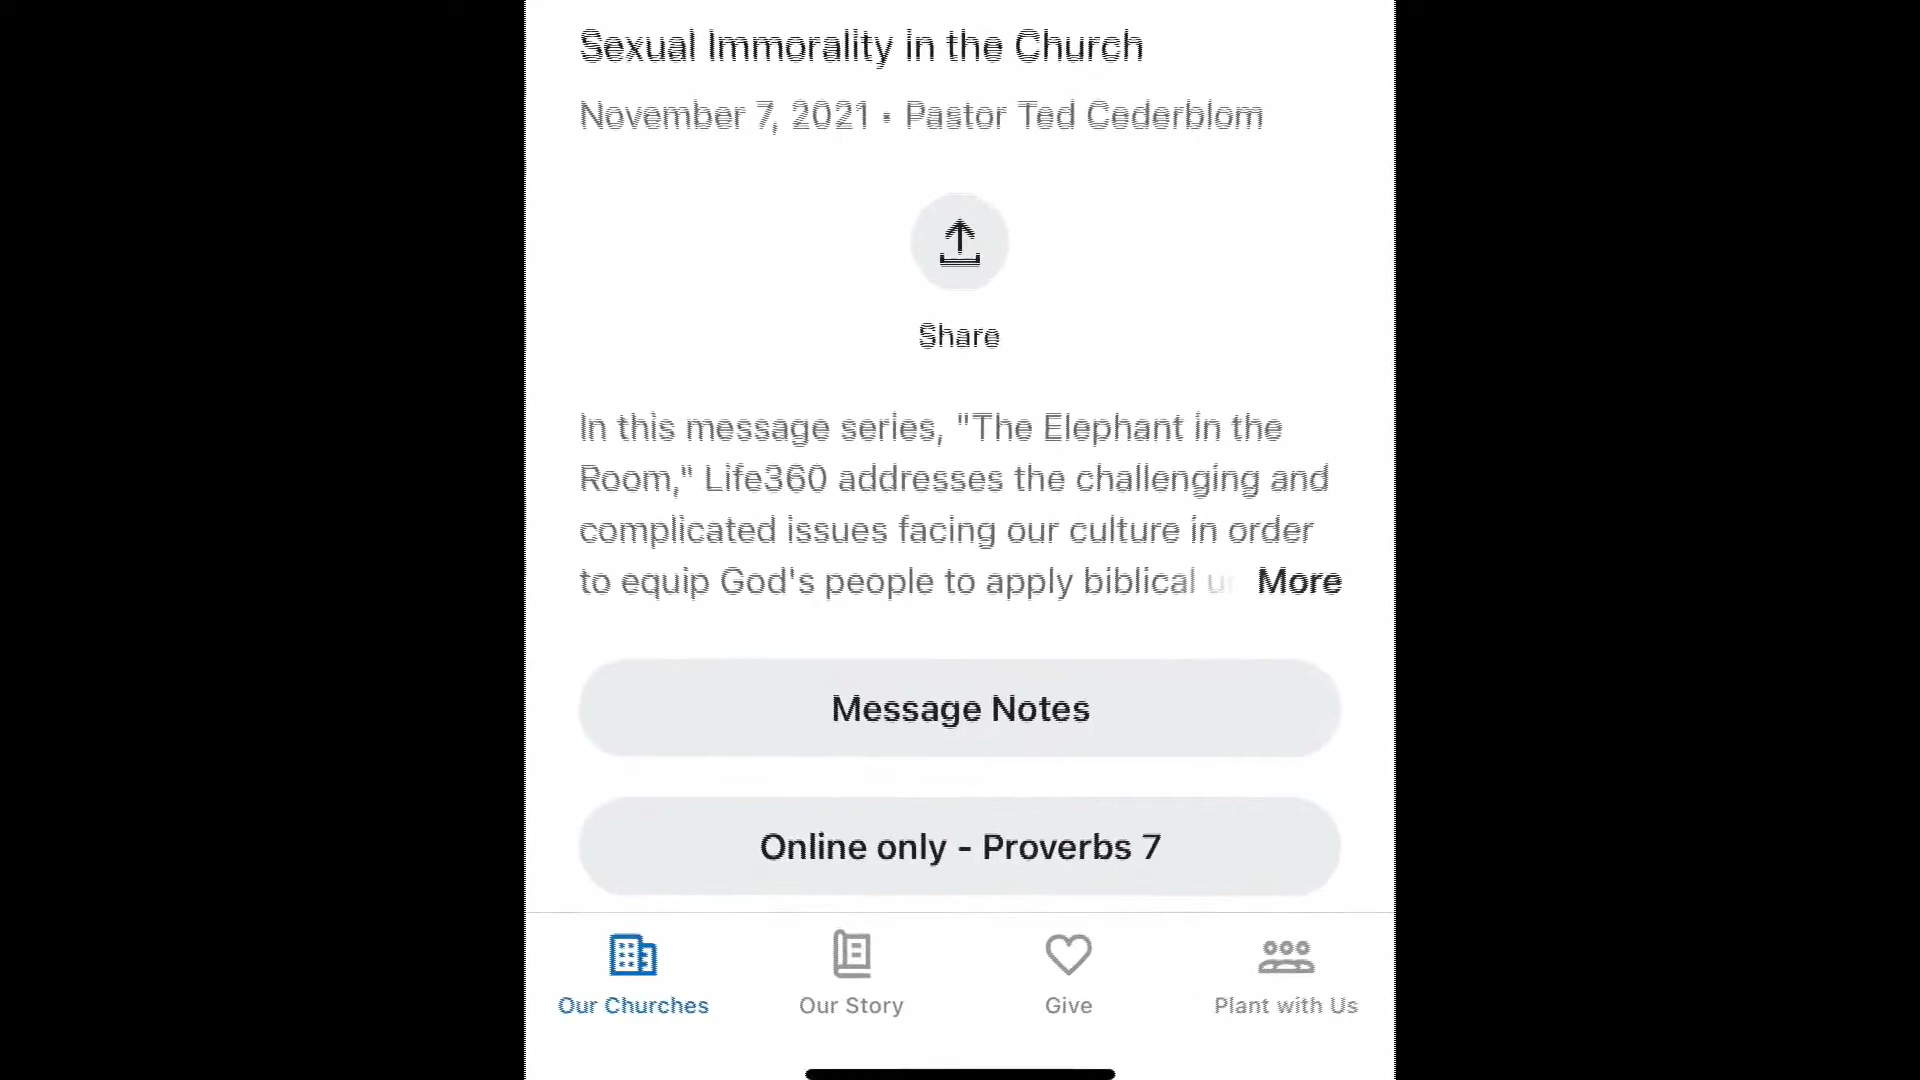 Sexual Immorality in the Church
November 7, 2021 • Pastor Ted Cederblom
Share
In this message series, "The Elephant in the
Room," Life360 addresses the challenging and
complicated issues facing our culture in order
to equip God's people to apply biblical More
Message Notes
Online only - Proverbs 7
Our Churches Our Story Give Plant with Us